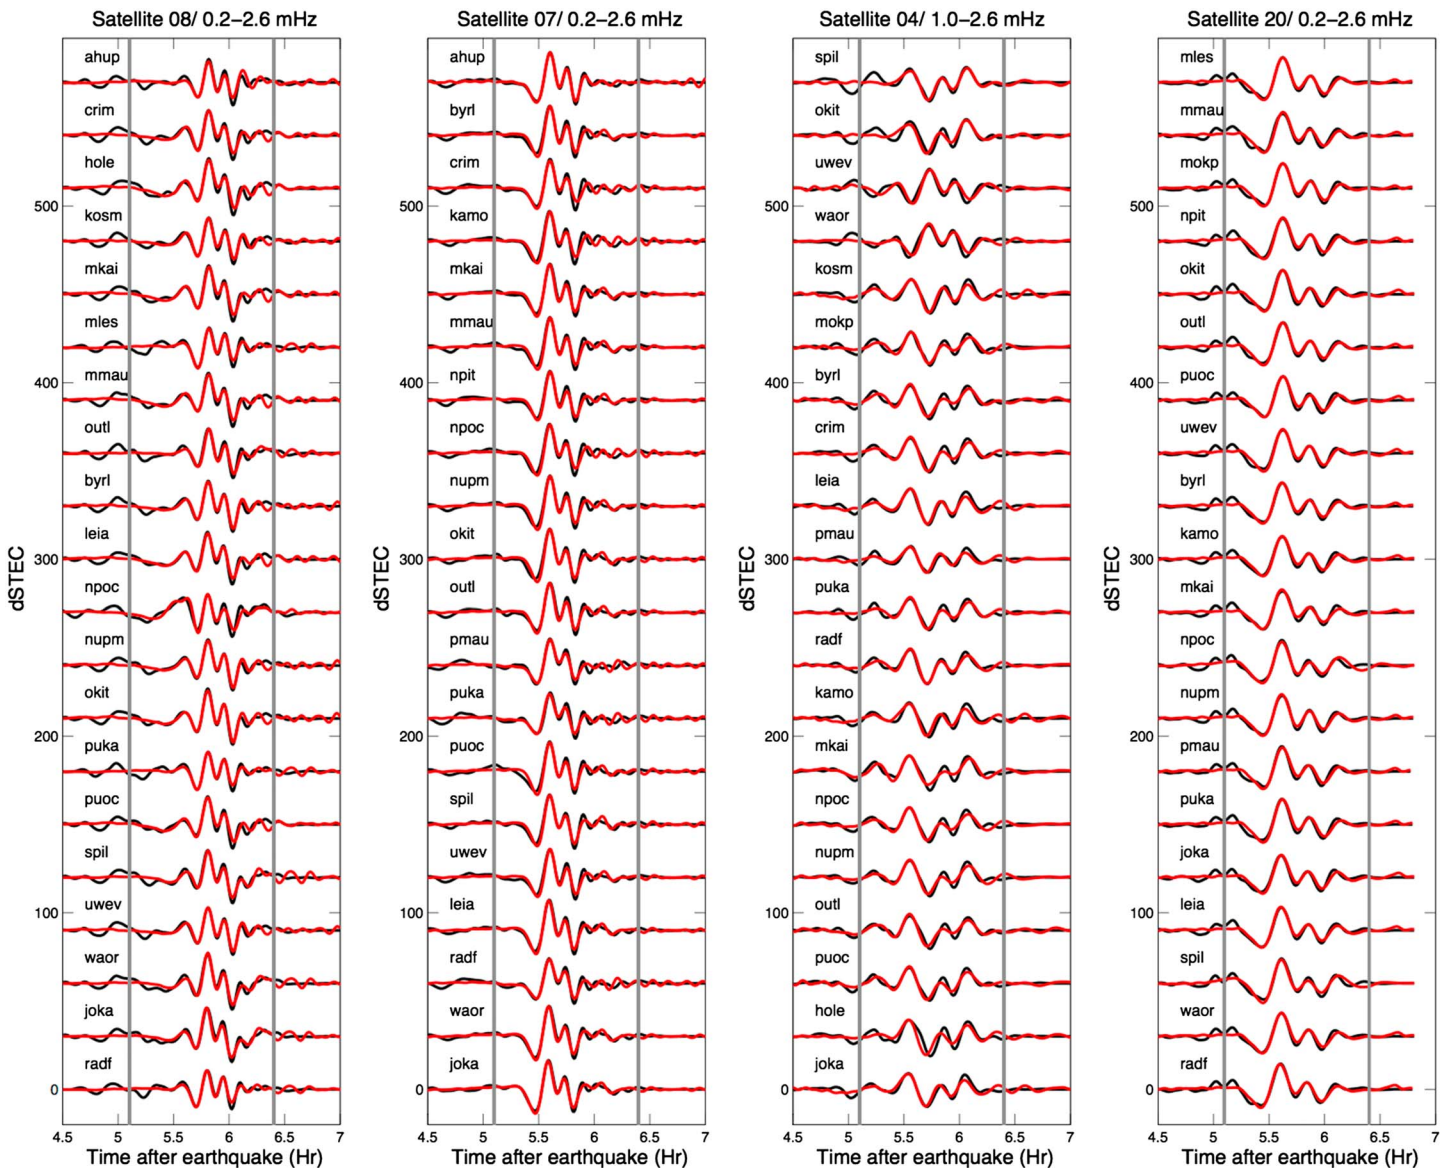 Satellite 08/ 0.2–2.6 mHz
dSTEC
500
400
300
200
100
0
ahup
crim
hole
kosm
mkai
mles
mmau
outl
byrl
leia
npoc
nupm
okit
puka
puoc
spil
uwev
waor
joka
radf
4.5 5 5.5 6 6.5 7
Time after earthquake (Hr)
Satellite 07/ 0.2–2.6 mHz
dSTEC
500
400
300
200
100
0
ahup
byrl
crim
kamo
mkai
mmau
npit
npoc
nupm
okit
outl
pmau
puka
puoc
spil
uwev
leia
radf
waor
joka
4.5 5 5.5 6 6.5 7
Time after earthquake (Hr)
Satellite 04/ 1.0–2.6 mHz
dSTEC
500
400
300
200
100
0
spil
okit
uwev
waor
kosm
mokp
byrl
crim
leia
pmau
puka
radf
kamo
mkai
npoc
nupm
outl
puoc
hole
joka
4.5 5 5.5 6 6.5 7
Time after earthquake (Hr)
Satellite 20/ 0.2–2.6 mHz
dSTEC
500
400
300
200
100
0
mles
mmau
mokp
npit
okit
outl
puoc
uwev
byrl
kamo
mkai
npoc
nupm
pmau
puka
joka
leia
spil
waor
radf
4.5 5 5.5 6 6.5 7
Time after earthquake (Hr)